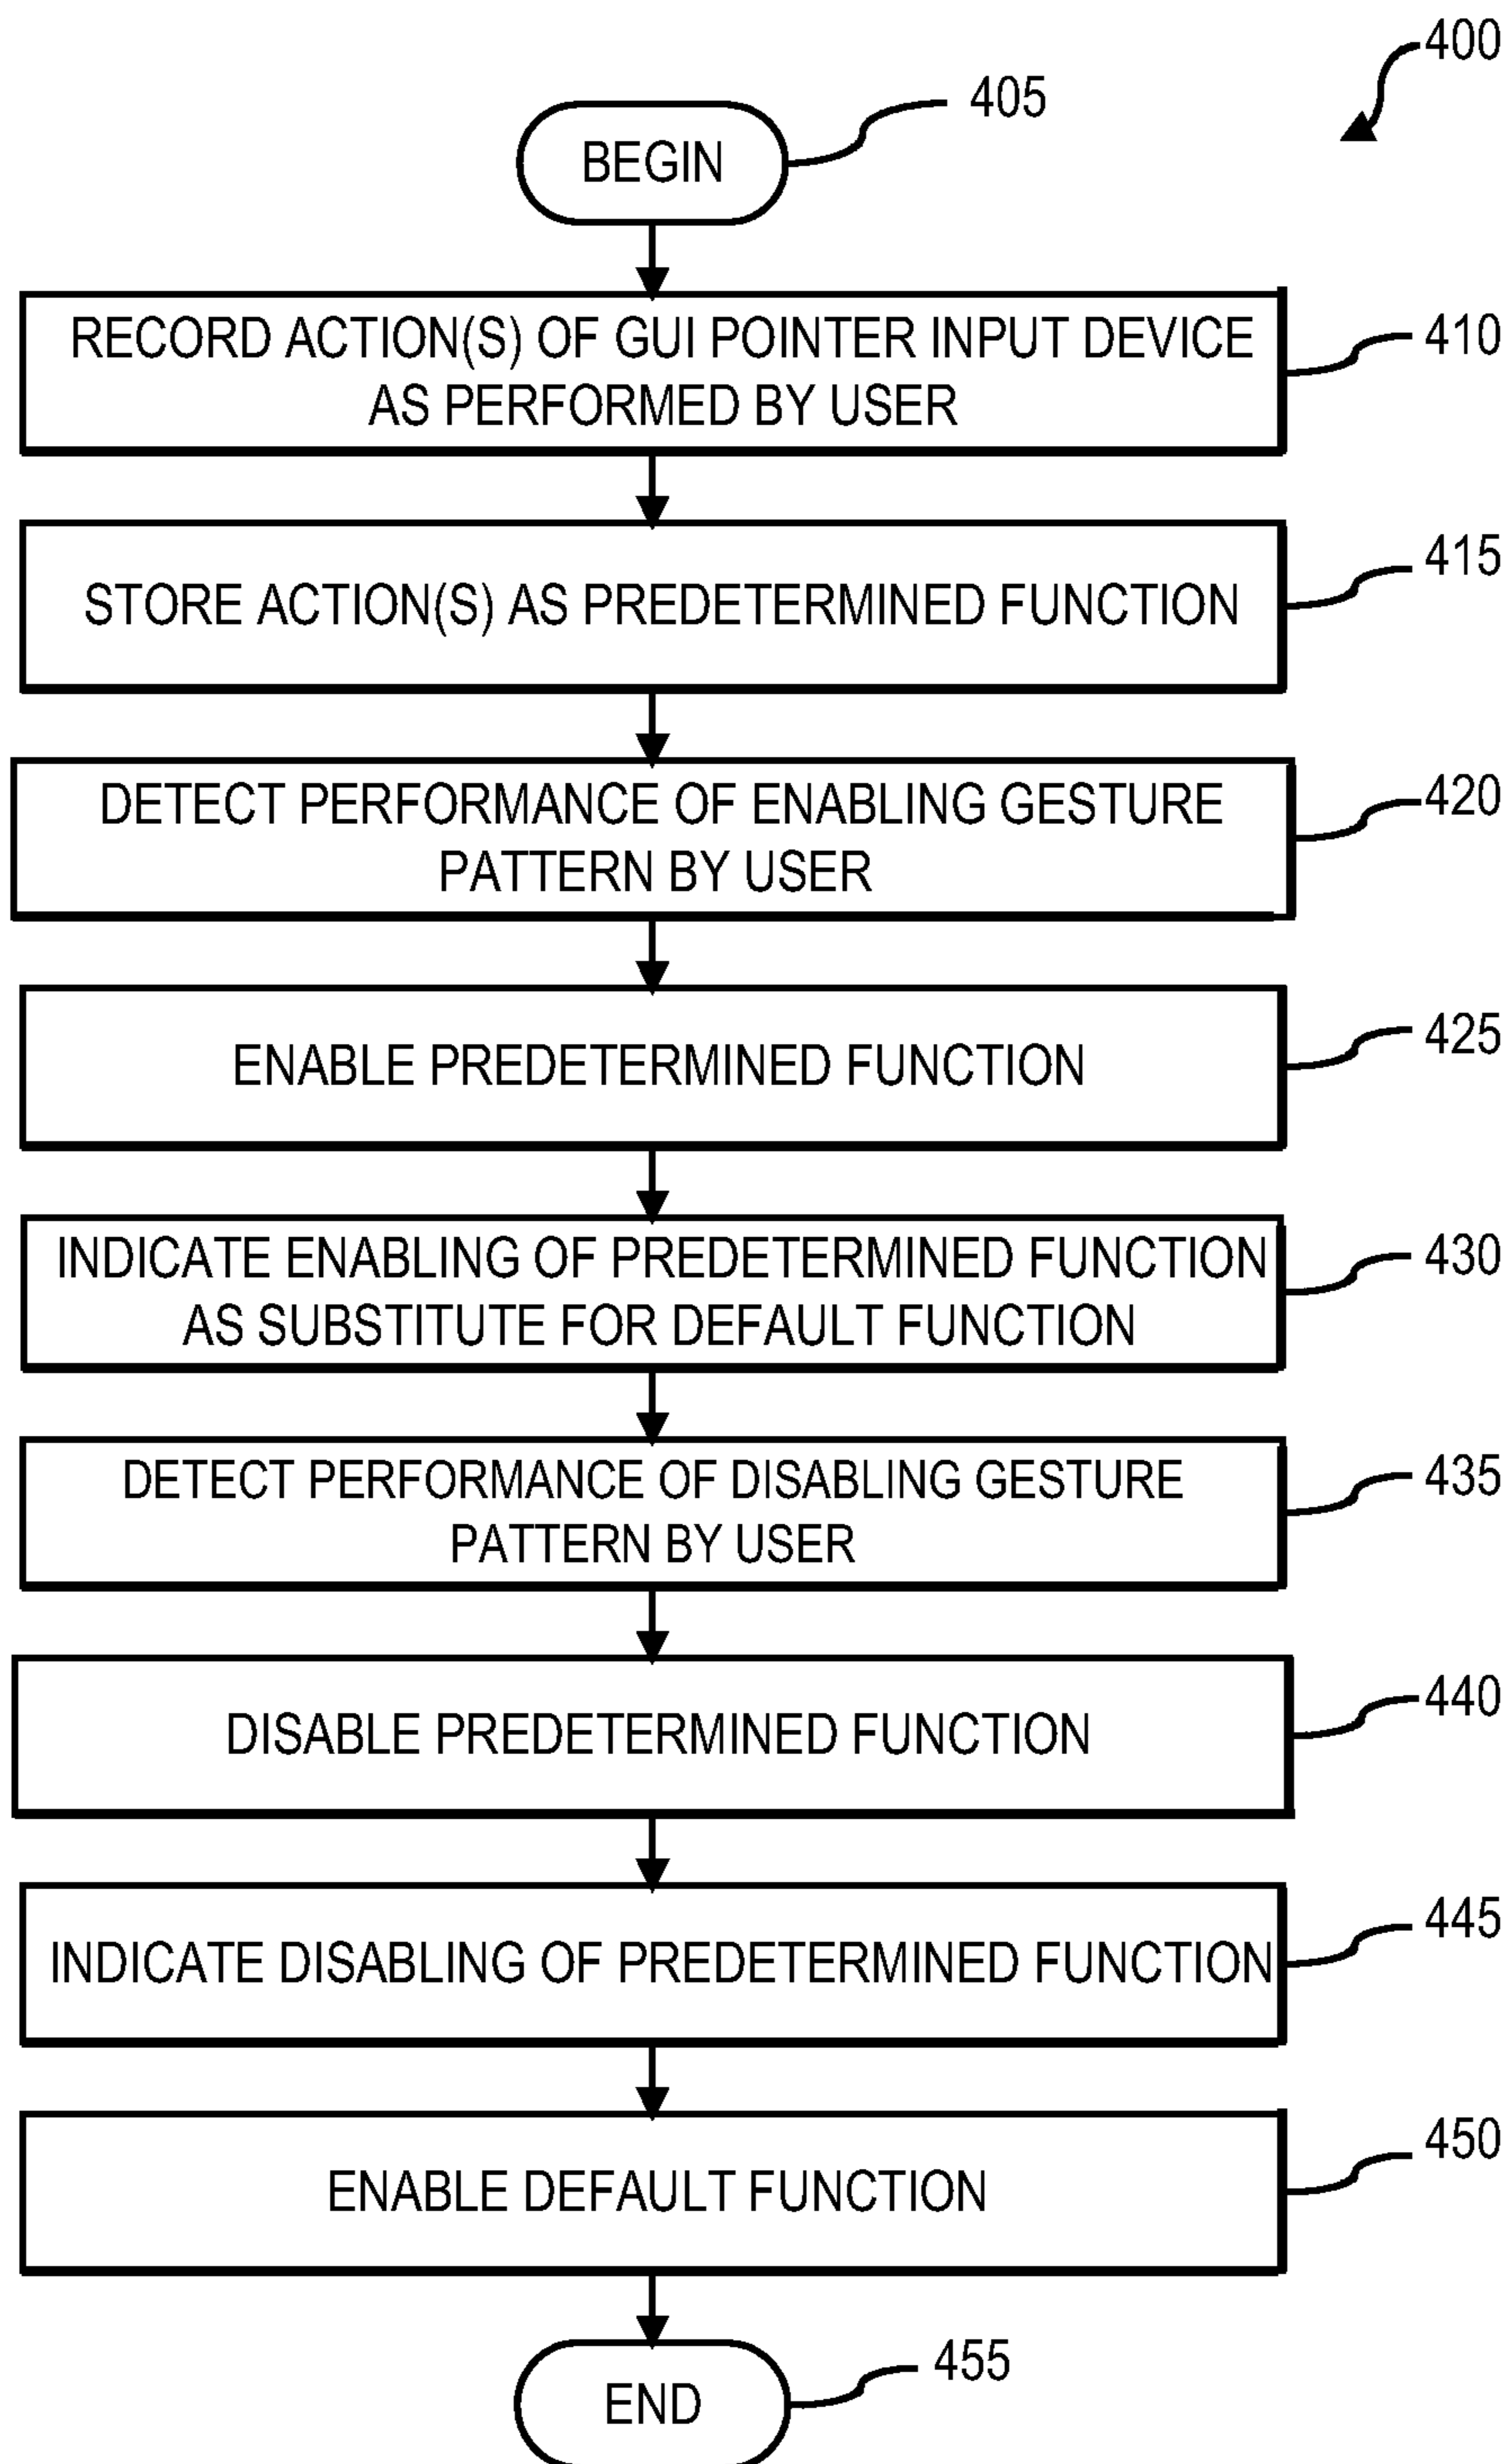 400
BEGIN
405
RECORD ACTION(S) OF GUI POINTER INPUT DEVICE
AS PERFORMED BY USER
410
STORE ACTION(S) AS PREDETERMINED FUNCTION
415
DETECT PERFORMANCE OF ENABLING GESTURE
PATTERN BY USER
420
ENABLE PREDETERMINED FUNCTION
425
INDICATE ENABLING OF PREDETERMINED FUNCTION
AS SUBSTITUTE FOR DEFAULT FUNCTION
430
DETECT PERFORMANCE OF DISABLING GESTURE
PATTERN BY USER
435
DISABLE PREDETERMINED FUNCTION
440
INDICATE DISABLING OF PREDETERMINED FUNCTION
445
ENABLE DEFAULT FUNCTION
450
END
455